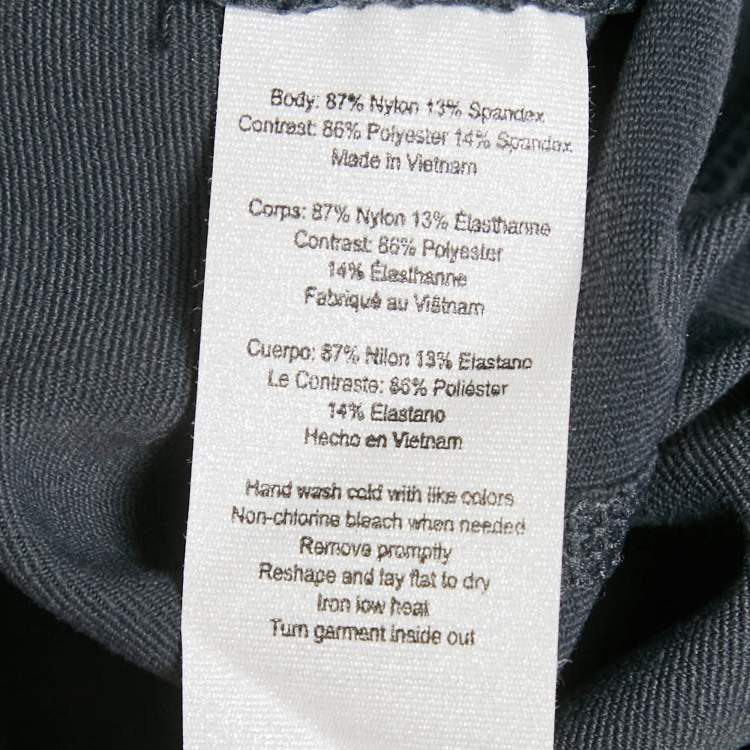 Body: 87% Nylon 13% Spandex
Contrast: 86% Polyester 14% Spandex
Made in Vietnam
Corps: 87% Nylon 13% Élasthanne
Contrast: 86% Polyester
14% Élasthanne
Fabriqué au Viêtnam
Cuerpo: 87% Nilon 13% Elastano
Le Contraste: 86% Poliéster
14% Elastano
Hecho en Vietnam
Hand wash cold with like colors
Non-chlorine bleach when needed
Remove promptly
Reshape and lay flat to dry
Iron low heat
Turn garment inside out